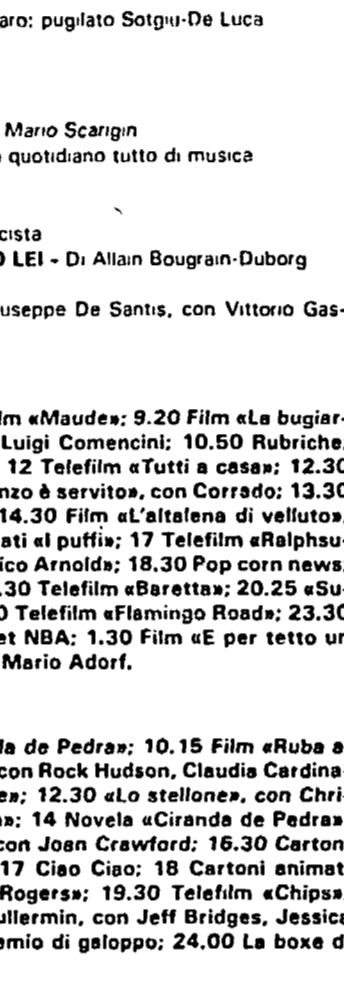 aro: pugilato Sotgiu-De Luca
Mario Scarigin
quotidiano tutto di musica
cista
O LEI - Di Allain Bougrain-Duborg
useppe De Santis, con Vittorio Gas-
lm «Maude»; 9.20 Film «La bugiar-
Luigi Comencini; 10.50 Rubriche;
12 Telefilm «Tutti a casa»; 12.30
nzo è servito», con Corrado; 13.30
14.30 Film «L'altalena di velluto»,
ati «I puffi»; 17 Telefilm «Ralphsu-
ico Arnold»; 18.30 Pop corn news;
.30 Telefilm «Baretta»; 20.25 «Su-
0 Telefilm «Flamingo Road»; 23.30
et NBA; 1.30 Film «E per tetto un
Mario Adorf.
da de Pedra»; 10.15 Film «Ruba a
con Rock Hudson, Claudia Cardina-
e»; 12.30 «Lo stellone», con Chri-
a»; 14 Novela «Ciranda de Pedra»
con Joan Crawford; 16.30 Carton
17 Ciao Ciao; 18 Cartoni animat
Rogers»; 19.30 Telefilm «Chips»,
ullermin, con Jeff Bridges, Jessica
emio di galoppo; 24.00 La boxe d